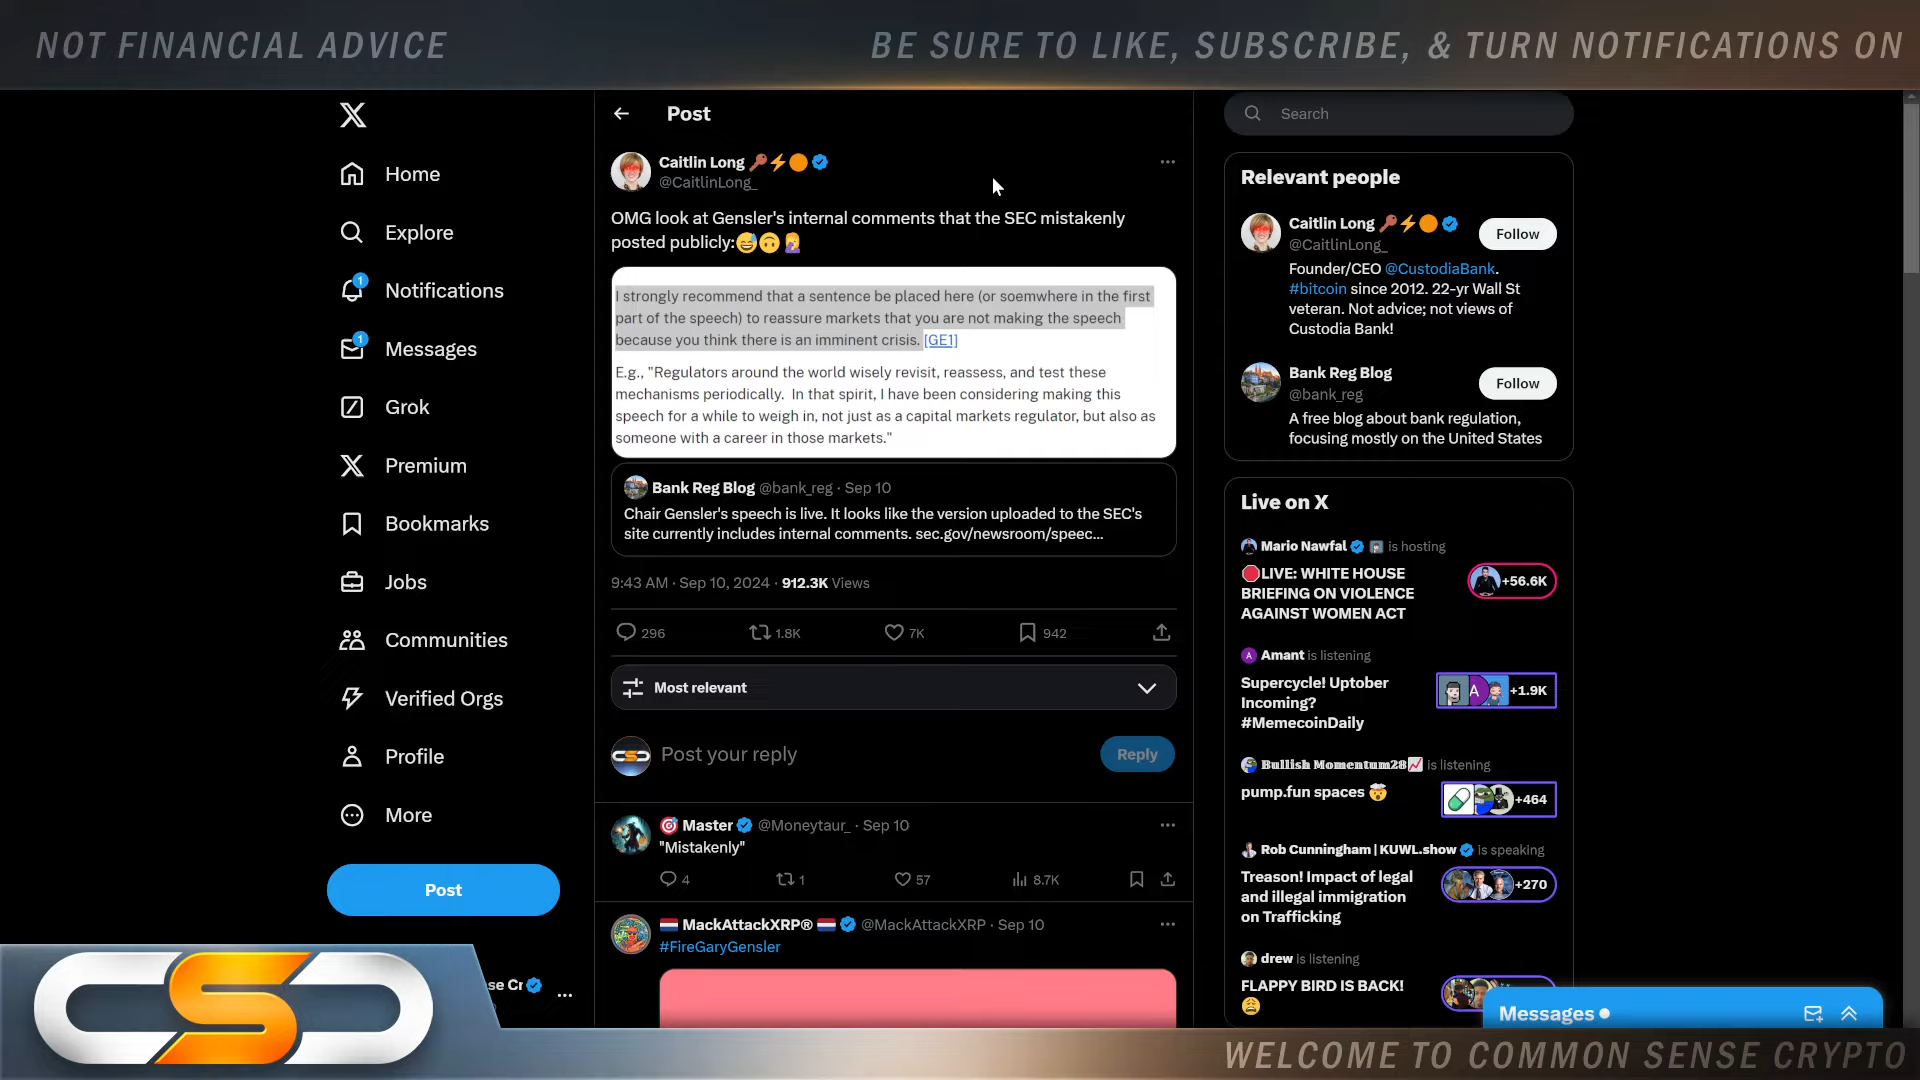 NOT FINANCIAL ADVICE
BE SURE TO LIKE, SUBSCRIBE, & TURN NOTIFICATIONS ON
Home
Explore
1
Notifications
1
Messages
Grok
Premium
Bookmarks
Jobs
Communities
Verified Orgs
Profile
More
Post
se Cr
Post
Caitlin Long
@CaitlinLong_
OMG look at Gensler's internal comments that the SEC mistakenly
posted publicly:
I strongly recommend that a sentence be placed here (or soemwhere in the first
part of the speech) to reassure markets that you are not making the speech
because you think there is an imminent crisis. [GE1]
E.g., "Regulators around the world wisely revisit, reassess, and test these
mechanisms periodically. In that spirit, I have been considering making this
speech for a while to weigh in, not just as a capital markets regulator, but also as
someone with a career in those markets."
Bank Reg Blog @bank_reg · Sep 10
Chair Gensler's speech is live. It looks like the version uploaded to the SEC's
site currently includes internal comments. sec.gov/newsroom/speec...
9:43 AM · Sep 10, 2024 · 912.3K Views
296 1.8K 7K 942
Most relevant
Post your reply
Reply
Master @Moneytaur_ · Sep 10
"Mistakenly"
4 1 57 8.7K
MackAttackXRP® @MackAttackXRP · Sep 10
#FireGaryGensler
Search
Relevant people
Caitlin Long
@CaitlinLong_
Follow
Founder/CEO @CustodiaBank.
#bitcoin since 2012. 22-yr Wall St
veteran. Not advice; not views of
Custodia Bank!
Bank Reg Blog
@bank_reg
Follow
A free blog about bank regulation,
focusing mostly on the United States
Live on X
Mario Nawfal is hosting
LIVE: WHITE HOUSE
BRIEFING ON VIOLENCE
AGAINST WOMEN ACT
+56.6K
A Amant is listening
Supercycle! Uptober
Incoming?
#MemecoinDaily
A +1.9K
Bullish Momentum28 is listening
pump.fun spaces
+464
Rob Cunningham | KUWL.show is speaking
Treason! Impact of legal
and illegal immigration
on Trafficking
+270
drew is listening
FLAPPY BIRD IS BACK!
Messages
CSC
WELCOME TO COMMON SENSE CRYPTO